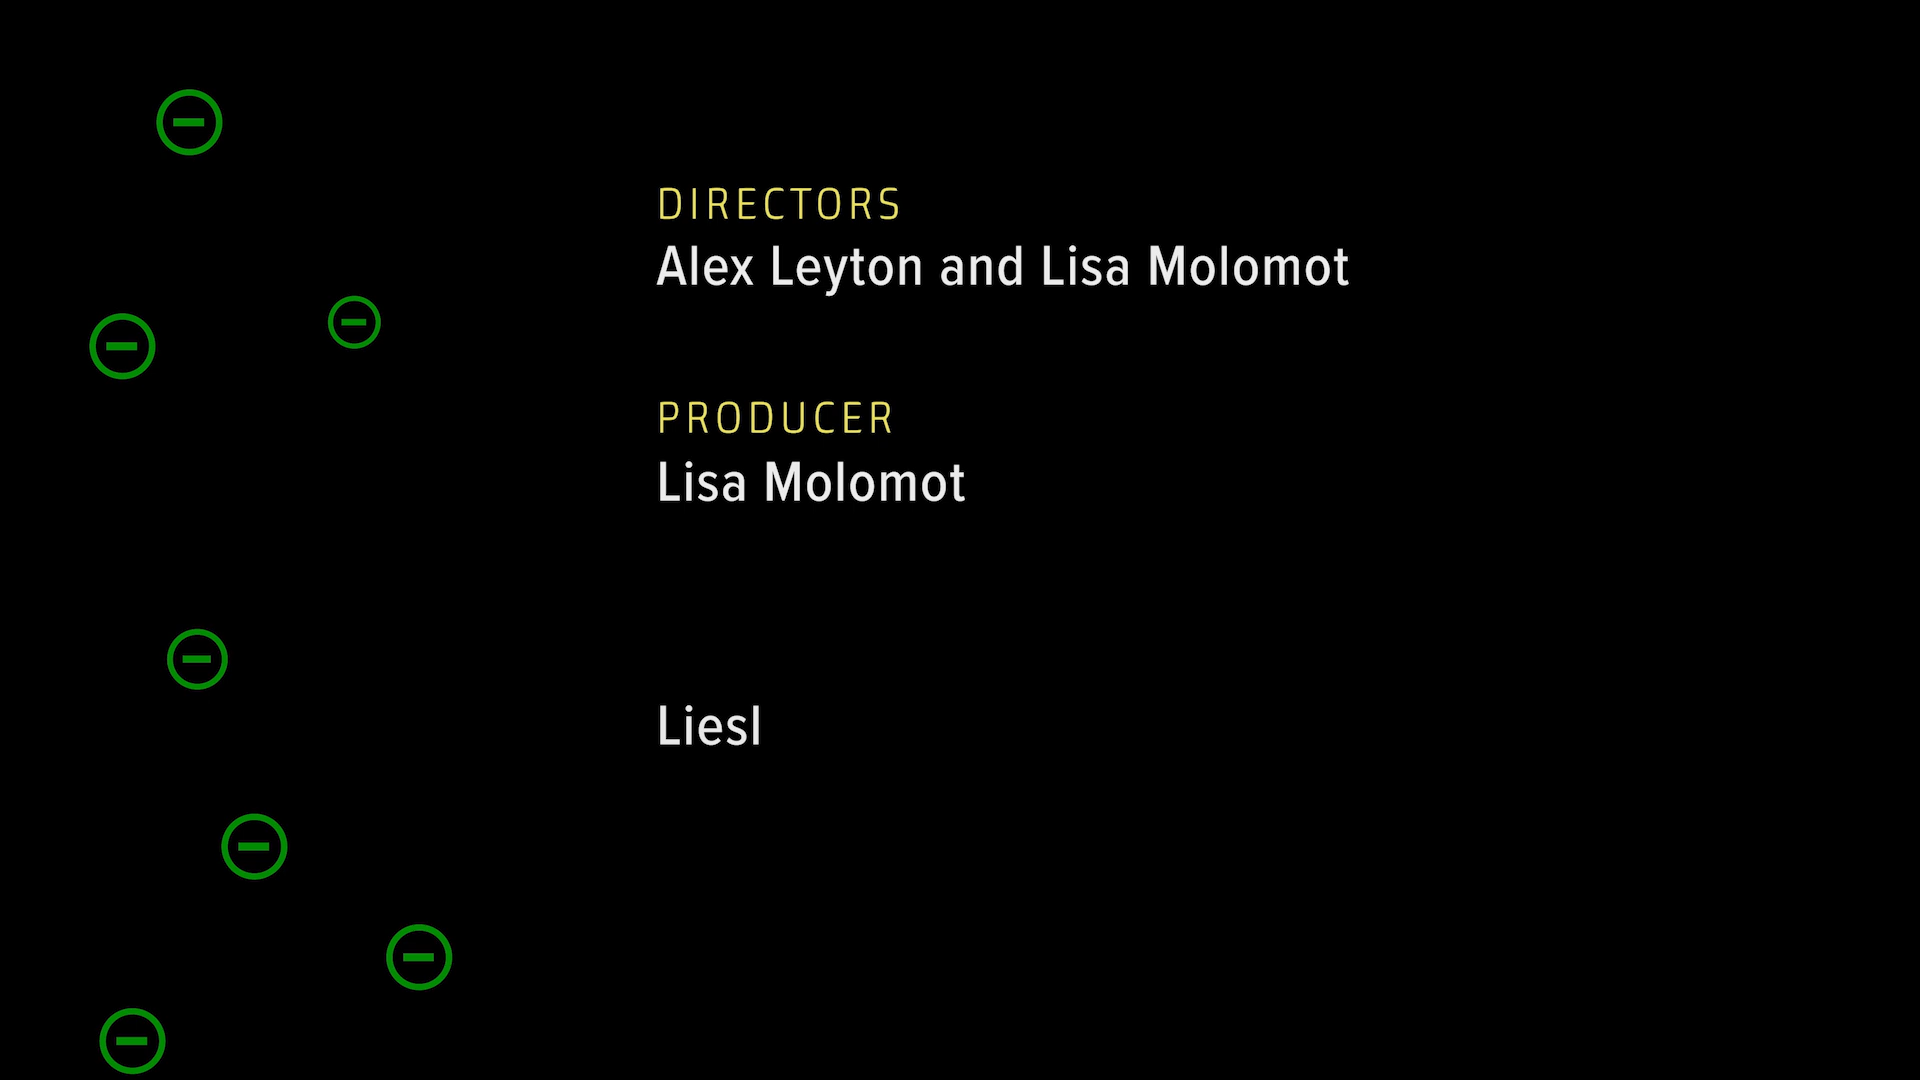 DIRECTORS
Alex Leyton and Lisa Molomot
PRODUCER
Lisa Molomot
Liesl